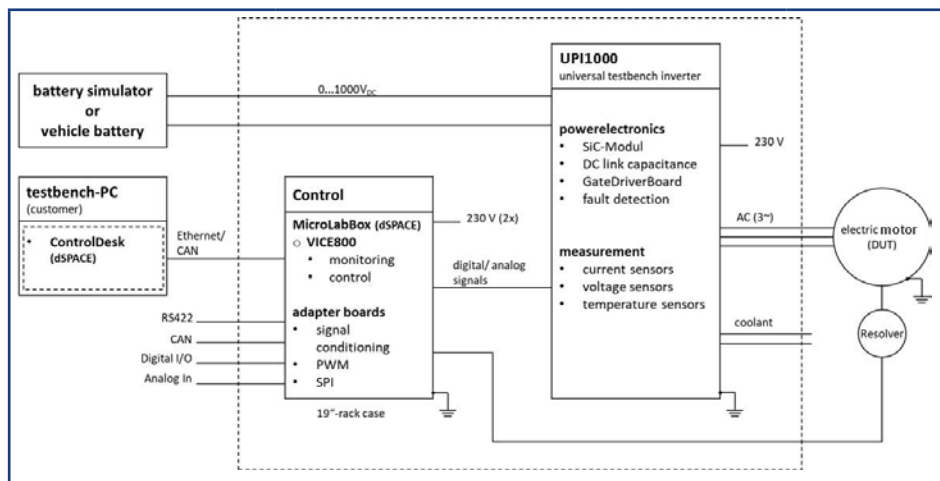 battery simulator
or
vehicle battery
0...1000VDC
UPI1000
universal testbench inverter
powerelectronics
• SiC-Modul
• DC link capacitance
• GateDriverBoard
• fault detection
measurement
• current sensors
• voltage sensors
• temperature sensors
230 V
AC (3~)
coolant
electric motor
(DUT)
Resolver
testbench-PC
(customer)
• ControlDesk
(dSPACE)
Ethernet/
CAN
Control
MicroLabBox (dSPACE)
○ VICE800
• monitoring
• control
adapter boards
• signal
conditioning
• PWM
• SPI
230 V (2x)
digital/ analog
signals
RS422
CAN
Digital I/O
Analog In
19"-rack case